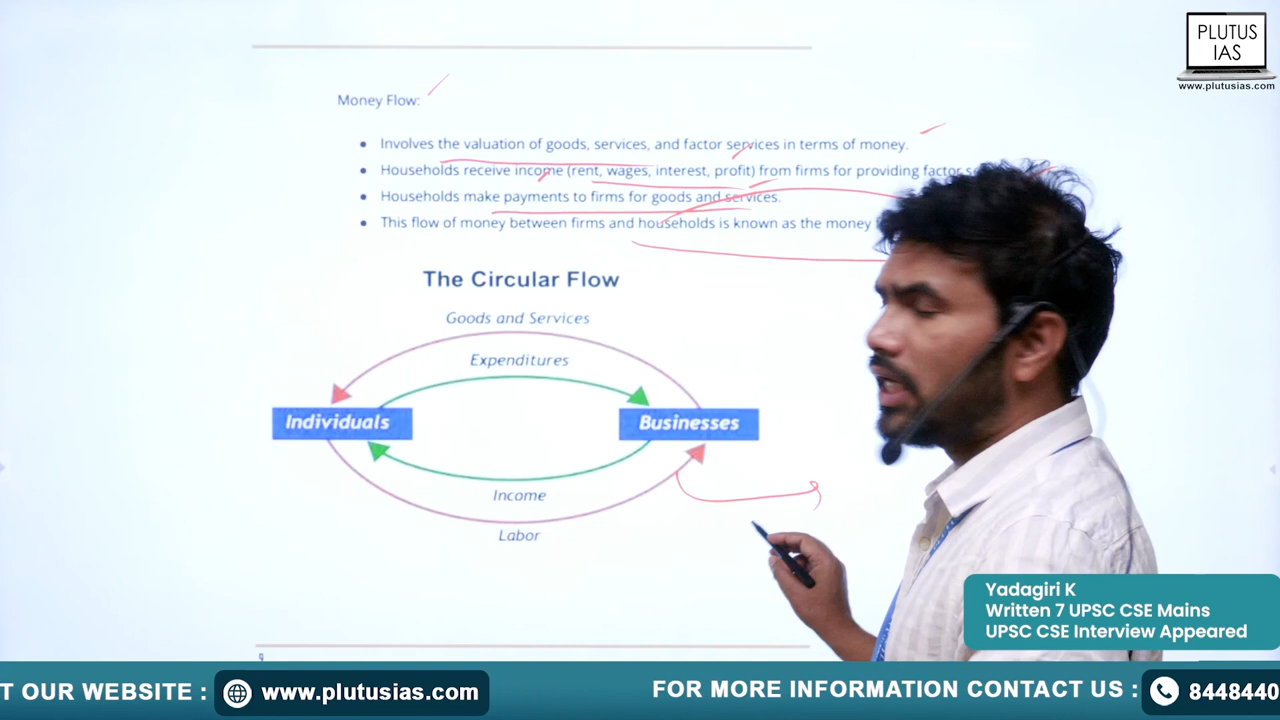 PLUTUS
IAS
www.plutusias.com
Money Flow:
• Involves the valuation of goods, services, and factor services in terms of money.
• Households receive income (rent, wages, interest, profit) from firms for providing factor
• Households make payments to firms for goods and services.
• This flow of money between firms and households is known as the money
The Circular Flow
Goods and Services
Expenditures
Individuals
Businesses
Income
Labor
Yadagiri K
Written 7 UPSC CSE Mains
UPSC CSE Interview Appeared
T OUR WEBSITE : www.plutusias.com
FOR MORE INFORMATION CONTACT US : 8448440